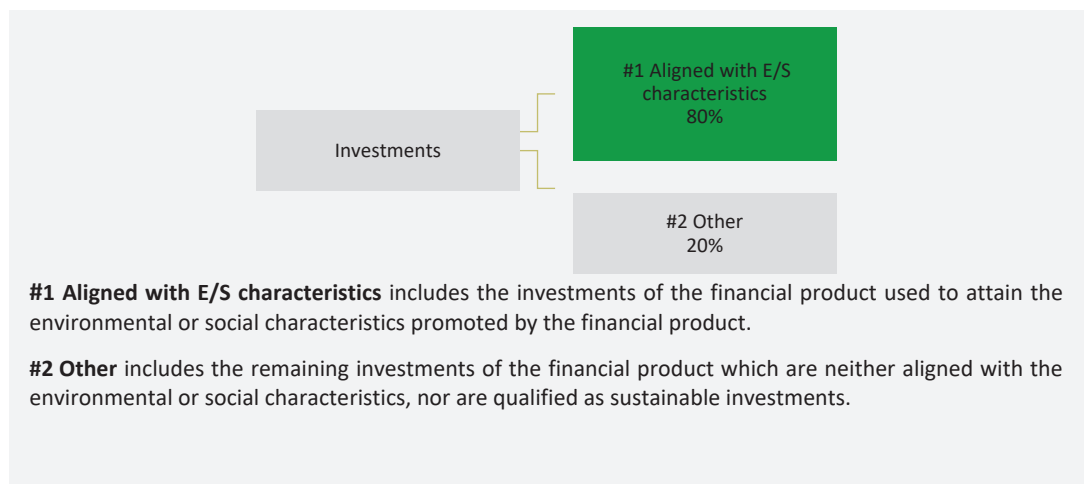 #1 Aligned with E/S
characteristics
80%
Investments
#2 Other
20%
#1 Aligned with E/S characteristics includes the investments of the financial product used to attain the
environmental or social characteristics promoted by the financial product.
#2 Other includes the remaining investments of the financial product which are neither aligned with the
environmental or social characteristics, nor are qualified as sustainable investments.